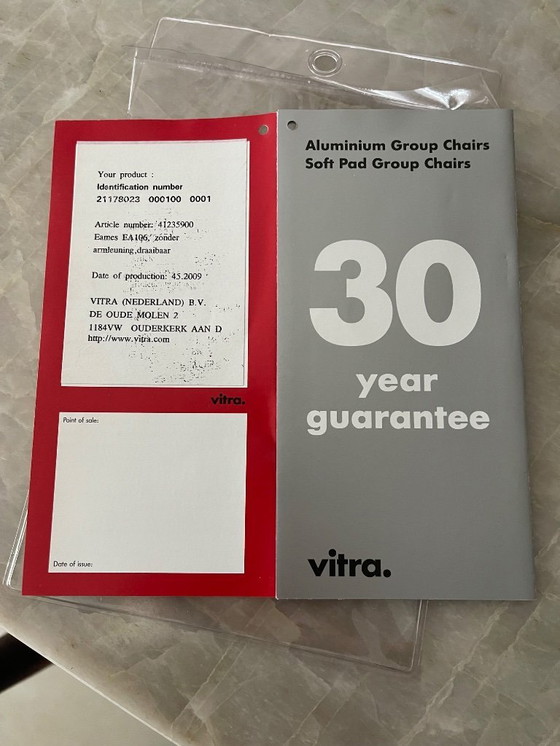 Your product :
Identification number
21178023 000100 0001
Article number: 41235900
Eames EA106, zonder
armleuning,draaibaar
Date of production: 45.2009
VITRA (NEDERLAND) B.V.
DE OUDE MOLEN 2
1184VW OUDERKERK AAN D
http://www.vitra.com
vitra.
Point of sale:
Date of issue:
Aluminium Group Chairs
Soft Pad Group Chairs
30
year
guarantee
vitra.